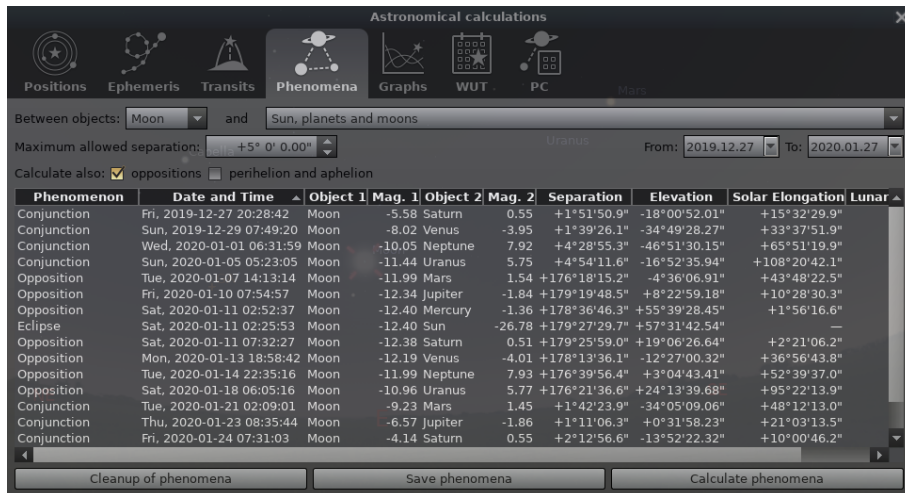 Astronomical calculations
Positions Ephemeris Transits Phenomena Graphs WUT PC
Mars
Between objects: Moon and Sun, planets and moons
Uranus
Maximum allowed separation: +5° 0' 0.00" From: 2019.12.27 To: 2020.01.27
Calculate also: oppositions perihelion and aphelion
Phenomenon Date and Time Object 1 Mag. 1 Object 2 Mag. 2 Separation Elevation Solar Elongation Lunar
Conjunction Fri, 2019-12-27 20:28:42 Moon -5.58 Saturn 0.55 +1°51'50.9" -18°00'52.01" +15°32'29.9"
Conjunction Sun, 2019-12-29 07:49:20 Moon -8.02 Venus -3.95 +1°39'26.1" -34°49'28.27" +33°37'51.9"
Conjunction Wed, 2020-01-01 06:31:59 Moon -10.05 Neptune 7.92 +4°28'55.3" -46°51'30.15" +65°51'19.9"
Conjunction Sun, 2020-01-05 05:23:05 Moon -11.44 Uranus 5.75 +4°54'11.6" -16°52'35.94" +108°20'42.1"
Opposition Tue, 2020-01-07 14:13:14 Moon -11.99 Mars 1.54 +176°18'15.2" -4°36'06.91" +43°48'22.5"
Opposition Fri, 2020-01-10 07:54:57 Moon -12.34 Jupiter -1.84 +179°19'48.5" +8°22'59.18" +10°28'30.3"
Opposition Sat, 2020-01-11 02:52:37 Moon -12.40 Mercury -1.36 +178°36'46.3" +55°39'28.45" +1°56'16.6"
Eclipse Sat, 2020-01-11 02:25:53 Moon -12.40 Sun -26.78 +179°27'29.7" +57°31'42.54" —
Opposition Sat, 2020-01-11 07:32:27 Moon -12.38 Saturn 0.51 +179°25'59.0" +19°06'26.64" +2°21'06.2"
Opposition Mon, 2020-01-13 18:58:42 Moon -12.19 Venus -4.01 +178°13'36.1" -12°27'00.32" +36°56'43.8"
Opposition Tue, 2020-01-14 22:35:16 Moon -11.99 Neptune 7.93 +176°39'56.4" +3°04'43.41" +52°39'37.0"
Opposition Sat, 2020-01-18 06:05:16 Moon -10.96 Uranus 5.77 +176°21'36.6" +24°13'39.68" +95°22'13.9"
Conjunction Tue, 2020-01-21 02:09:01 Moon -9.23 Mars 1.45 +1°42'23.9" -34°05'09.06" +48°12'13.0"
Conjunction Thu, 2020-01-23 08:35:44 Moon -6.57 Jupiter -1.86 +1°11'06.3" +0°31'58.23" +21°03'13.5"
Conjunction Fri, 2020-01-24 07:31:03 Moon -4.14 Saturn 0.55 +2°12'56.6" -13°52'22.32" +10°00'46.2"
Cleanup of phenomena Save phenomena Calculate phenomena